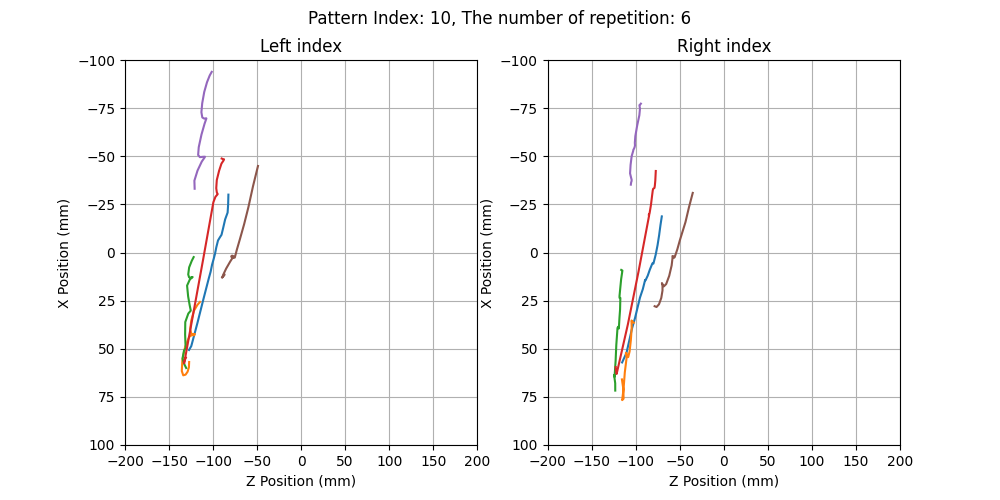 Pattern Index: 10, The number of repetition: 6
Left index
Right index
−100
−75
−50
−25
0
25
50
75
100
X Position (mm)
−200 −150 −100 −50 0 50 100 150 200
Z Position (mm)
−100
−75
−50
−25
0
25
50
75
100
X Position (mm)
−200 −150 −100 −50 0 50 100 150 200
Z Position (mm)